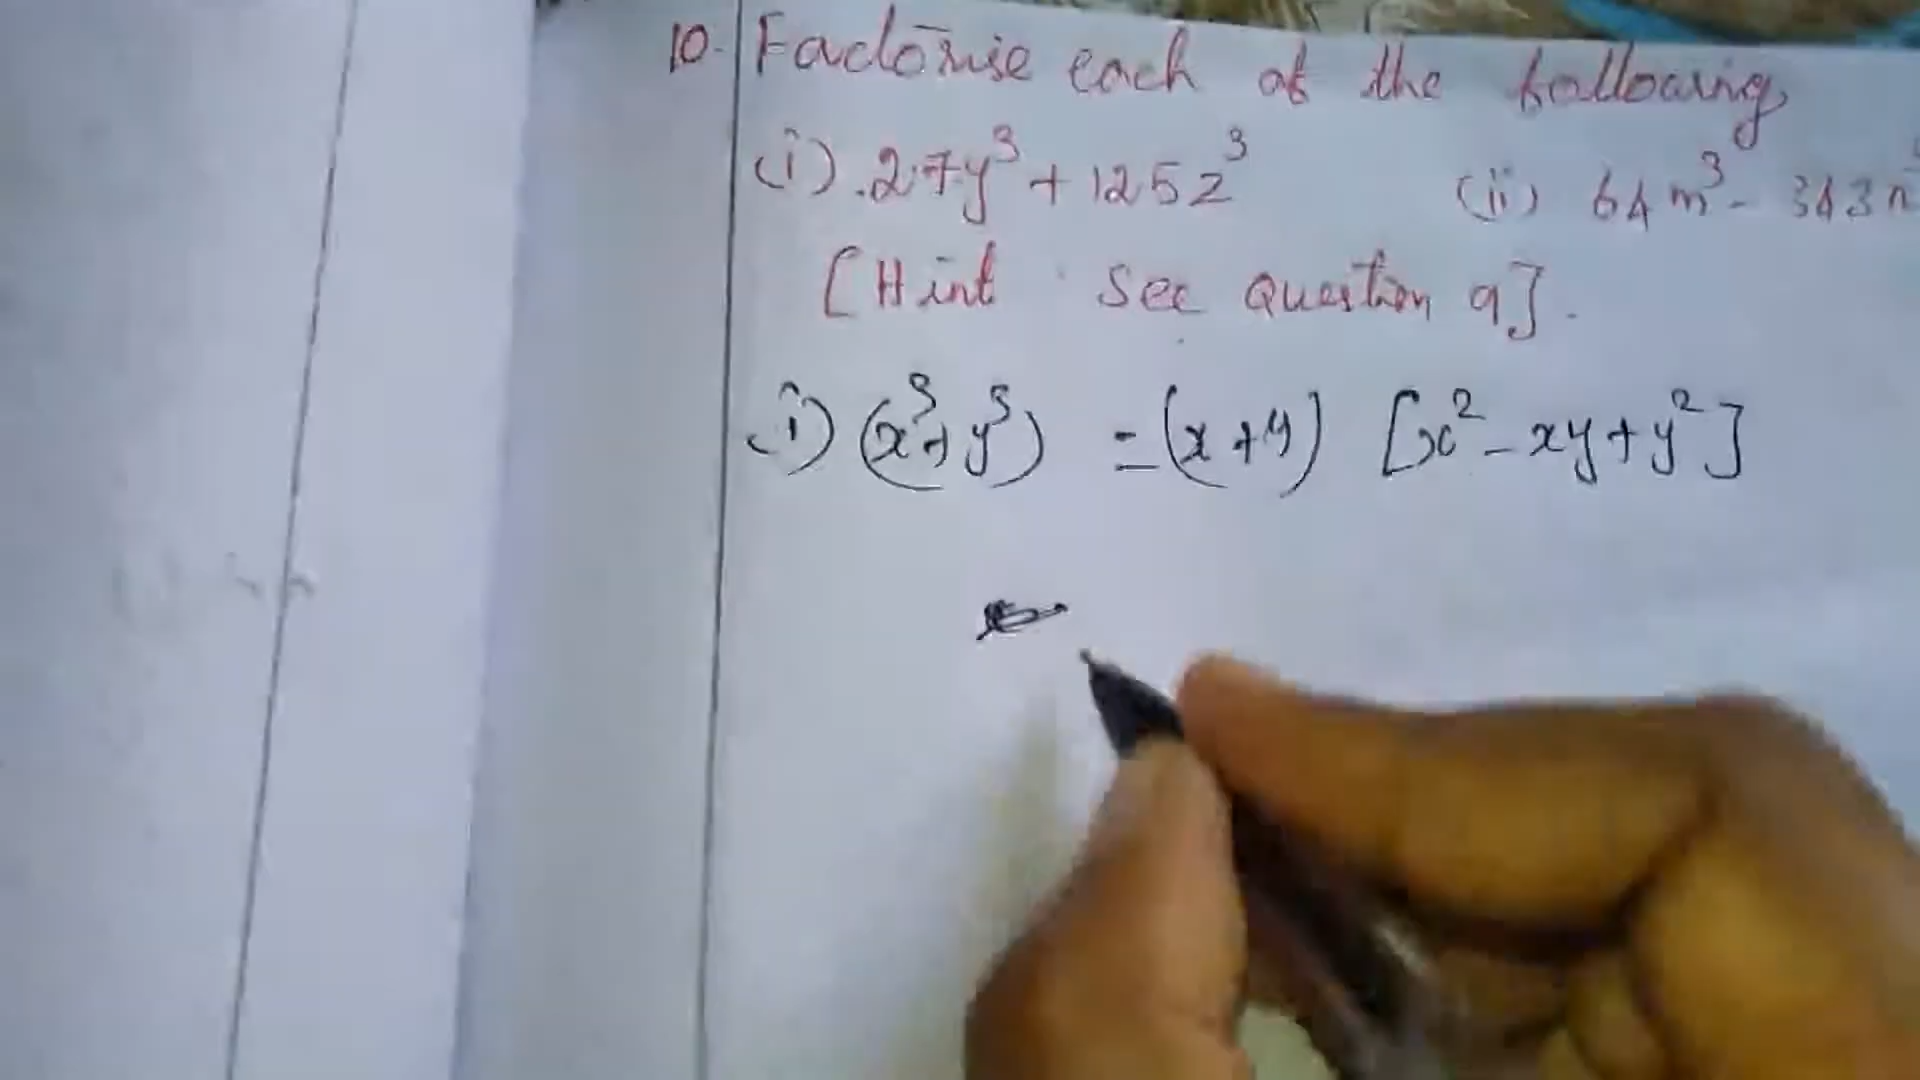 10. Factorise each of the following
(i) 27y³ + 125z³ (ii) 64m³ - 343n
[Hint See Question 9].
(i) (x³+y³) = (x+y) [x² - xy + y²]